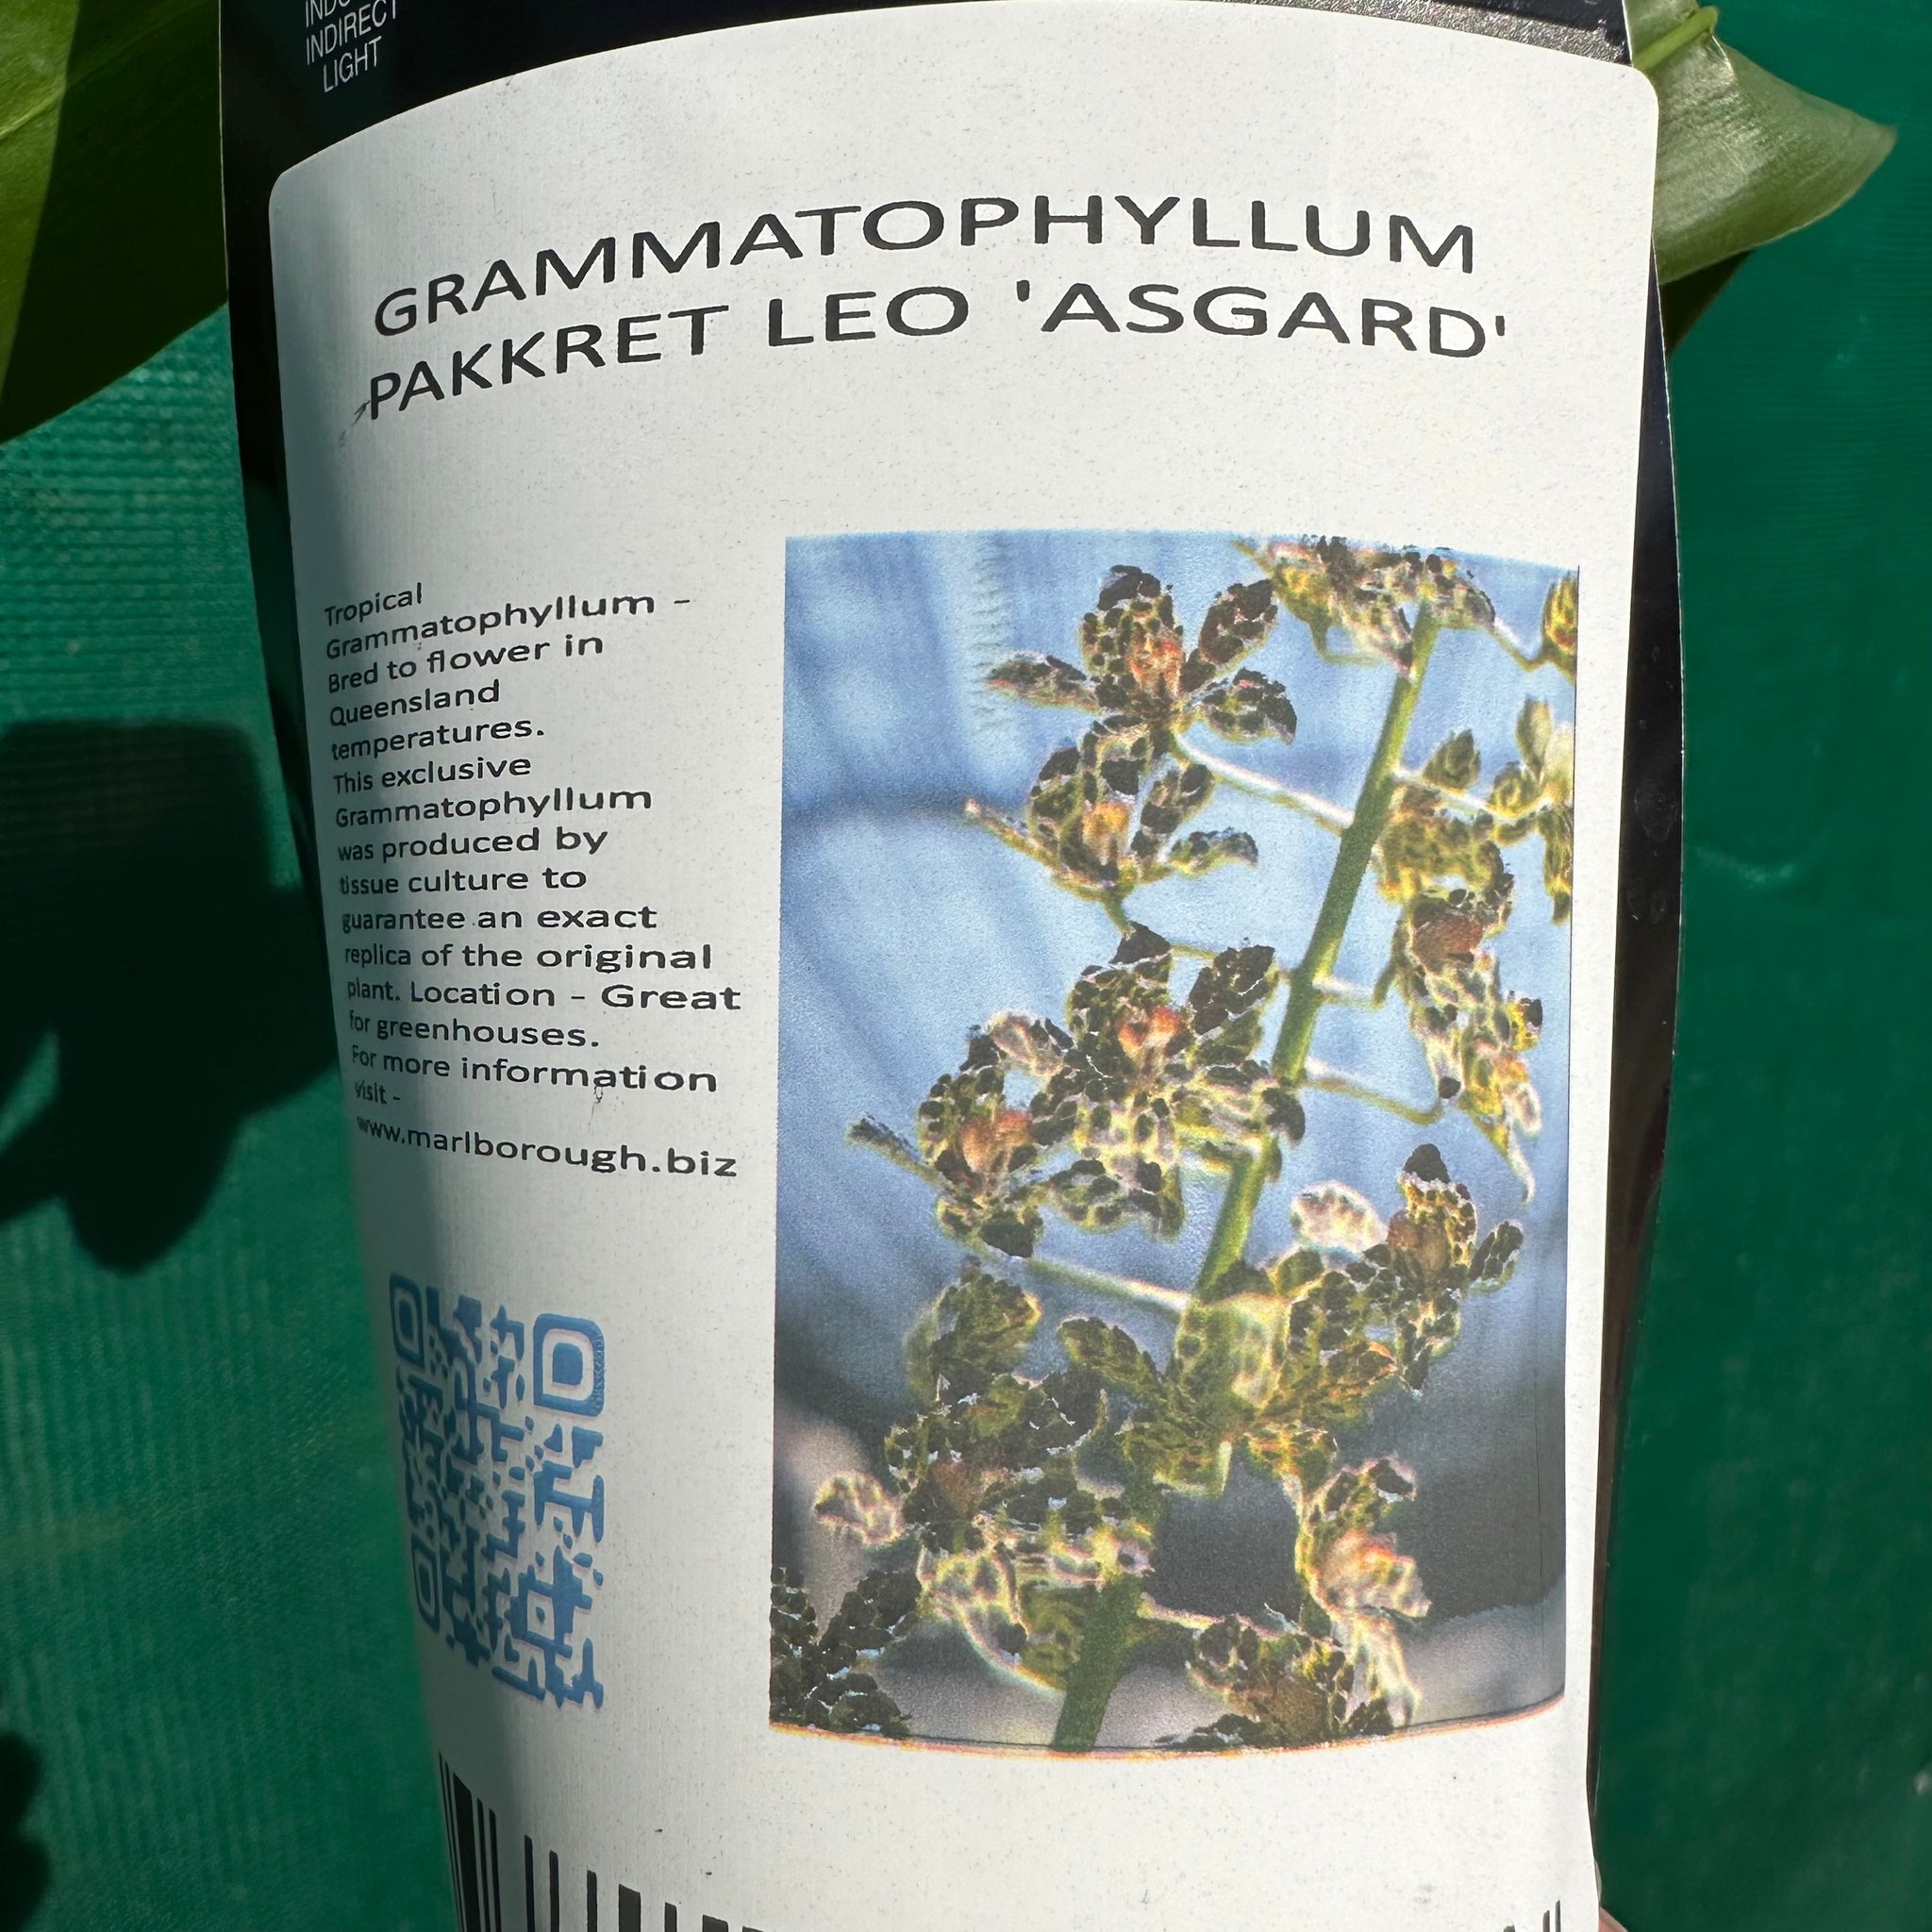 INDIRECT
LIGHT
GRAMMATOPHYLLUM
PAKKRET LEO 'ASGARD'
Tropical
Grammatophyllum -
Bred to flower in
Queensland
temperatures.
This exclusive
Grammatophyllum
was produced by
tissue culture to
guarantee an exact
replica of the original
plant. Location - Great
for greenhouses.
For more information
visit -
www.marlborough.biz